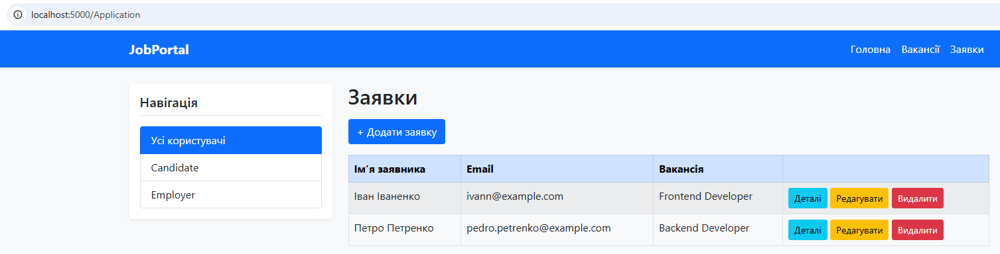 localhost:5000/Application
JobPortal Головна Вакансії Заявки
Навігація
Усі користувачі
Candidate
Employer
Заявки
+ Додати заявку
Ім’я заявника Email Вакансія
Іван Іваненко ivann@example.com Frontend Developer Деталі Редагувати Видалити
Петро Петренко pedro.petrenko@example.com Backend Developer Деталі Редагувати Видалити